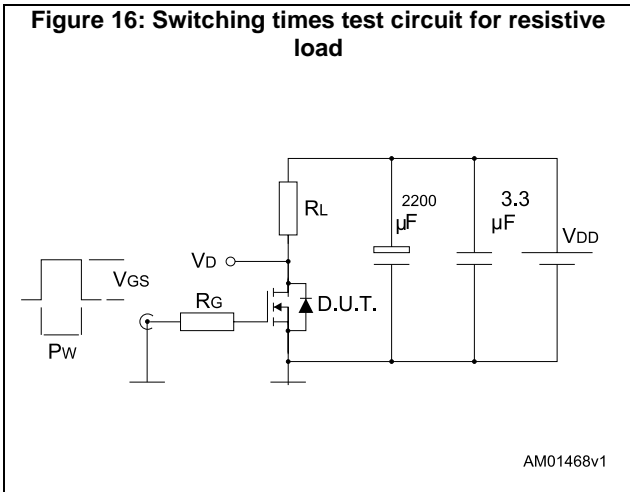 Figure 16: Switching times test circuit for resistive
load
RL
2200
μF
3.3
μF
VDD
VD
VGS
RG
D.U.T.
PW
AM01468v1